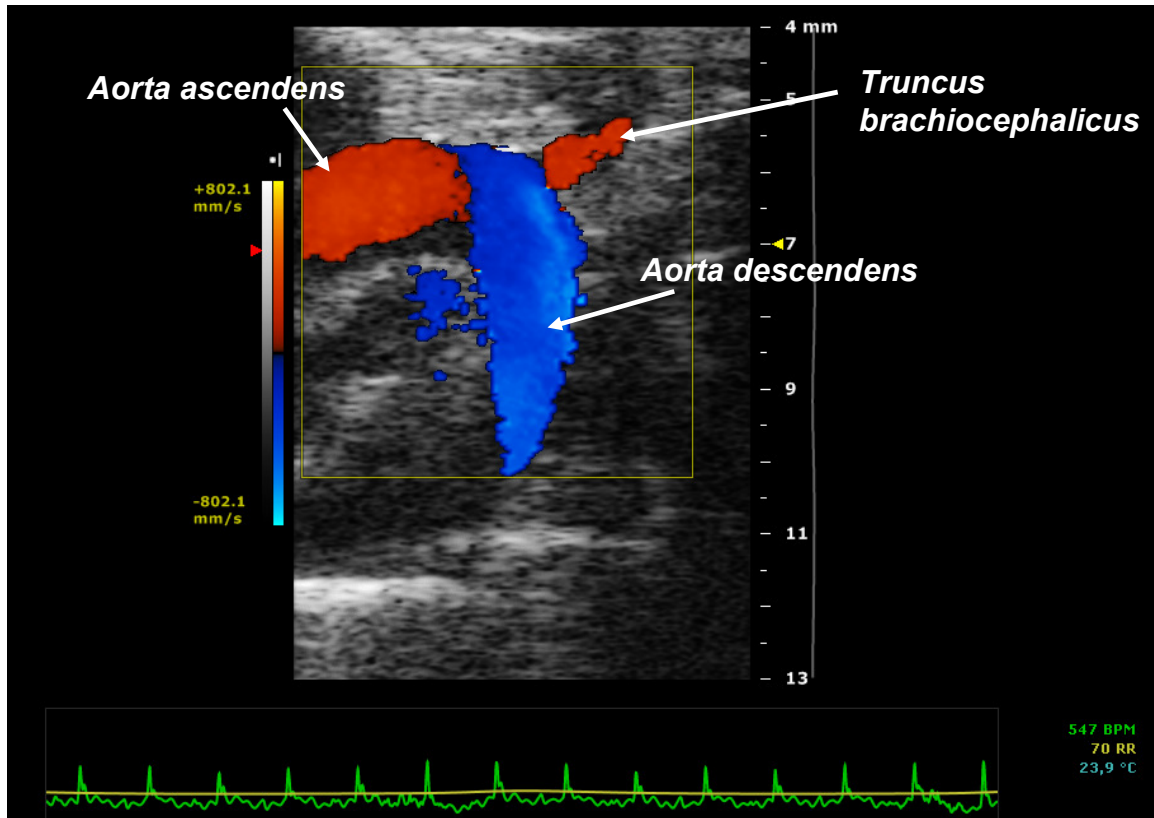 4 mm
Aorta ascendens
Truncus
brachiocephalicus
5
+802.1
mm/s
7
Aorta descendens
9
-802.1
mm/s
11
13
547 BPM
70 RR
23,9 °C